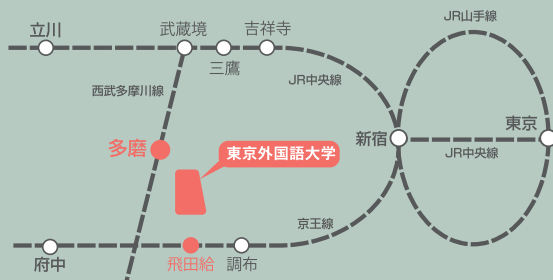 JR山手線
立川
武蔵境
吉祥寺
三鷹
JR中央線
西武多摩川線
東京
新宿
多磨
東京外国語大学
JR中央線
京王線
府中
飛田給
調布